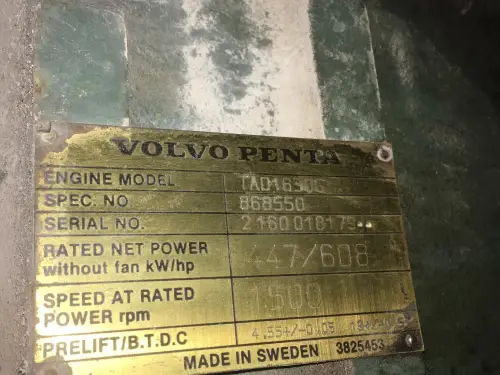 VOLVO PENTA
ENGINE MODEL TAD1630G
SPEC. NO 868550
SERIAL NO. 2160018175**
RATED NET POWER
without fan kW/hp 447/608
SPEED AT RATED
POWER rpm 1500
PRELIFT/B.T.D.C
MADE IN SWEDEN 3825453